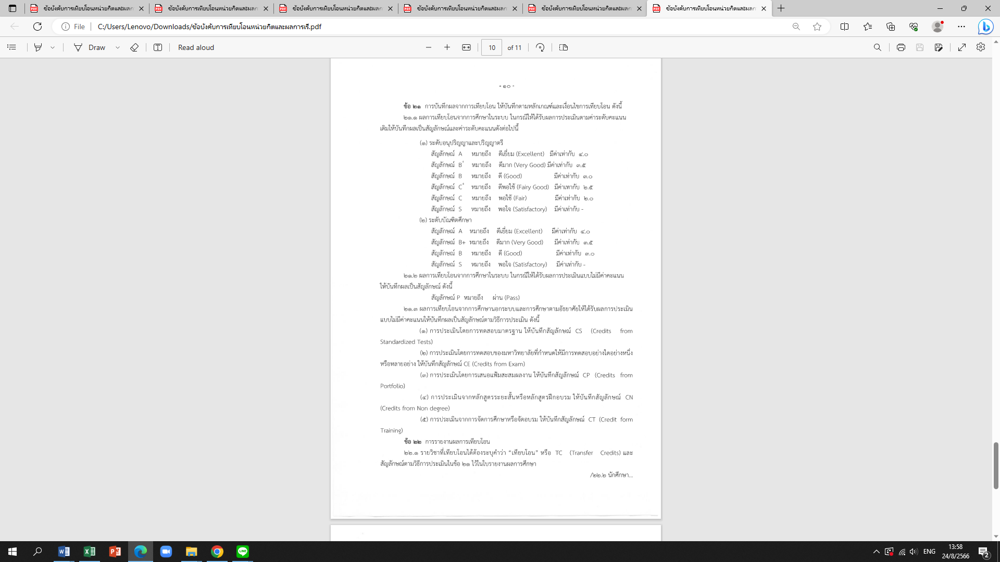 ข้อบังคับการเทียบโอนหน่วยกิตและผลก
ข้อบังคับการเทียบโอนหน่วยกิตและผลก
ข้อบังคับการเทียบโอนหน่วยกิตและผลก
ข้อบังคับการเทียบโอนหน่วยกิตและผลก
ข้อบังคับการเทียบโอนหน่วยกิตและผลก
ข้อบังคับการเทียบโอนหน่วยกิตและผลก
File C:/Users/Lenovo/Downloads/ข้อบังคับการเทียบโอนหน่วยกิตและผลการเรี.pdf
Draw Read aloud 10 of 11
- ๑๐ -
ข้อ ๒๑ การบันทึกผลจากการเทียบโอน ให้บันทึกตามหลักเกณฑ์และเงื่อนไขการเทียบโอน ดังนี้
๒๑.๑ ผลการเทียบโอนจากการศึกษาในระบบ ในกรณีให้ได้รับผลการประเมินตามค่าระดับคะแนน
เดิมให้บันทึกผลเป็นสัญลักษณ์และค่าระดับคะแนนดังต่อไปนี้
(๑) ระดับอนุปริญญาและปริญญาตรี
สัญลักษณ์ A หมายถึง ดีเยี่ยม (Excellent) มีค่าเท่ากับ ๔.๐
สัญลักษณ์ B+ หมายถึง ดีมาก (Very Good) มีค่าเท่ากับ ๓.๕
สัญลักษณ์ B หมายถึง ดี (Good) มีค่าเท่ากับ ๓.๐
สัญลักษณ์ C+ หมายถึง ดีพอใช้ (Fairy Good) มีค่าเทากับ ๒.๕
สัญลักษณ์ C หมายถึง พอใช้ (Fair) มีค่าเท่ากับ ๒.๐
สัญลักษณ์ S หมายถึง พอใจ (Satisfactory) มีค่าเท่ากับ -
(๒) ระดับบัณฑิตศึกษา
สัญลักษณ์ A หมายถึง ดีเยี่ยม (Excellent) มีค่าเท่ากับ ๔.๐
สัญลักษณ์ B+ หมายถึง ดีมาก (Very Good) มีค่าเท่ากับ ๓.๕
สัญลักษณ์ B หมายถึง ดี (Good) มีค่าเท่ากับ ๓.๐
สัญลักษณ์ S หมายถึง พอใจ (Satisfactory) มีค่าเท่ากับ -
๒๑.๒ ผลการเทียบโอนจากการศึกษาในระบบ ในกรณีให้ได้รับผลการประเมินแบบไม่มีค่าคะแนน
ให้บันทึกผลเป็นสัญลักษณ์ ดังนี้
สัญลักษณ์ P หมายถึง ผ่าน (Pass)
๒๑.๓ ผลการเทียบโอนจากการศึกษานอกระบบและการศึกษาตามอัธยาศัยให้ได้รับผลการประเมิน
แบบไม่มีค่าคะแนนให้บันทึกผลเป็นสัญลักษณ์ตามวิธีการประเมิน ดังนี้
(๑) การประเมินโดยการทดสอบมาตรฐาน ให้บันทึกสัญลักษณ์ CS (Credits from
Standardized Tests)
(๒) การประเมินโดยการทดสอบของมหาวิทยาลัยที่กำหนดให้มีการทดสอบอย่างใดอย่างหนึ่ง
หรือหลายอย่าง ให้บันทึกสัญลักษณ์ CE (Credits from Exam)
(๓) การประเมินโดยการเสนอแฟ้มสะสมผลงาน ให้บันทึกสัญลักษณ์ CP (Credits from
Portfolio)
(๔) การประเมินจากหลักสูตรระยะสั้นหรือหลักสูตรฝึกอบรม ให้บันทึกสัญลักษณ์ CN
(Credits from Non degree)
(๕) การประเมินจากการจัดการศึกษาหรือจัดอบรม ให้บันทึกสัญลักษณ์ CT (Credit form
Training)
ข้อ ๒๒ การรายงานผลการเทียบโอน
๒๒.๑ รายวิชาที่เทียบโอนได้ต้องระบุคำว่า “เทียบโอน” หรือ TC (Transfer Credits) และ
สัญลักษณ์ตามวิธีการประเมินในข้อ ๒๑ ไว้ในใบรายงานผลการศึกษา
/๒๒.๒ นักศึกษา...
ENG
13:58
24/8/2566
2